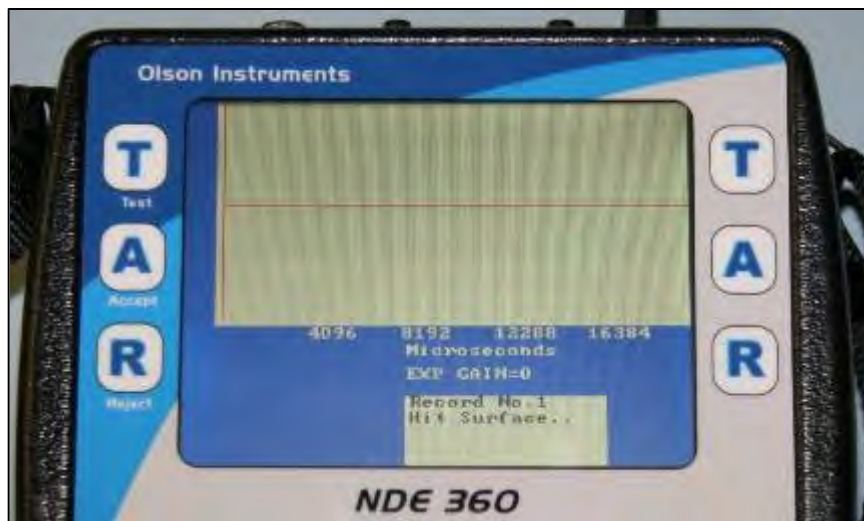 Olson Instruments
T
Test
T
A
Accept
A
R
Reject
R
4096 8192 12288 16384
Microseconds
EXP GAIN=0
Record No.1
Hit Surface..
NDE 360